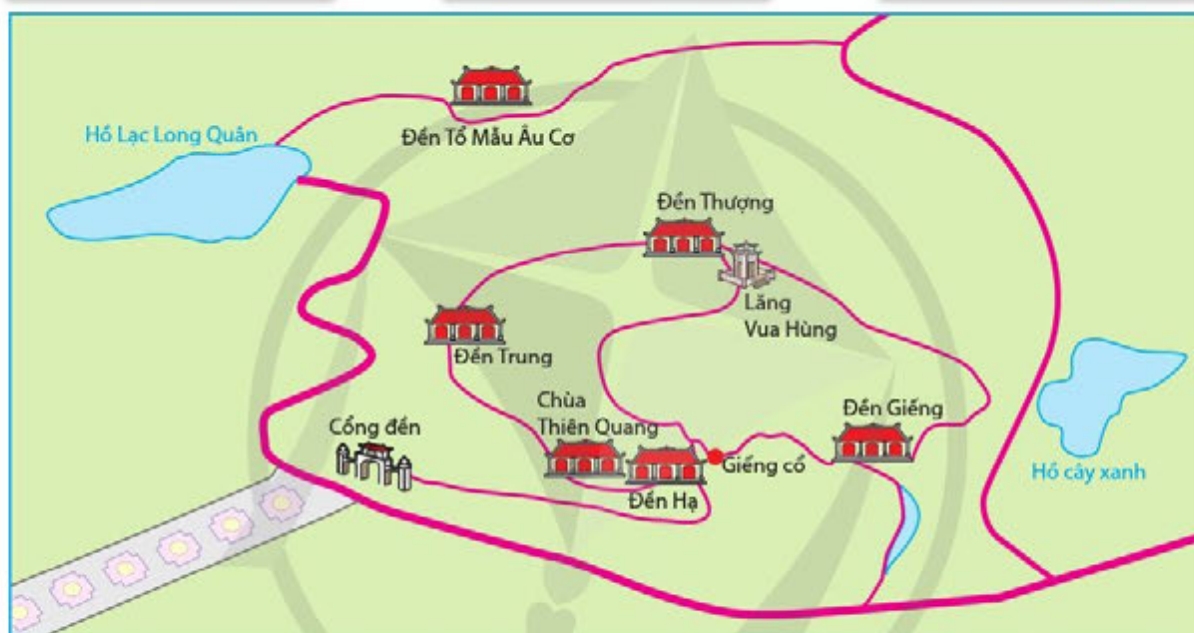 Hồ Lạc Long Quân
Đền Tổ Mẫu Âu Cơ
Đền Thượng
Lăng
Vua Hùng
Đền Trung
Chùa
Thiên Quang
Đền Giếng
Cổng đền
Giếng cổ
Hồ cây xanh
Đền Hạ